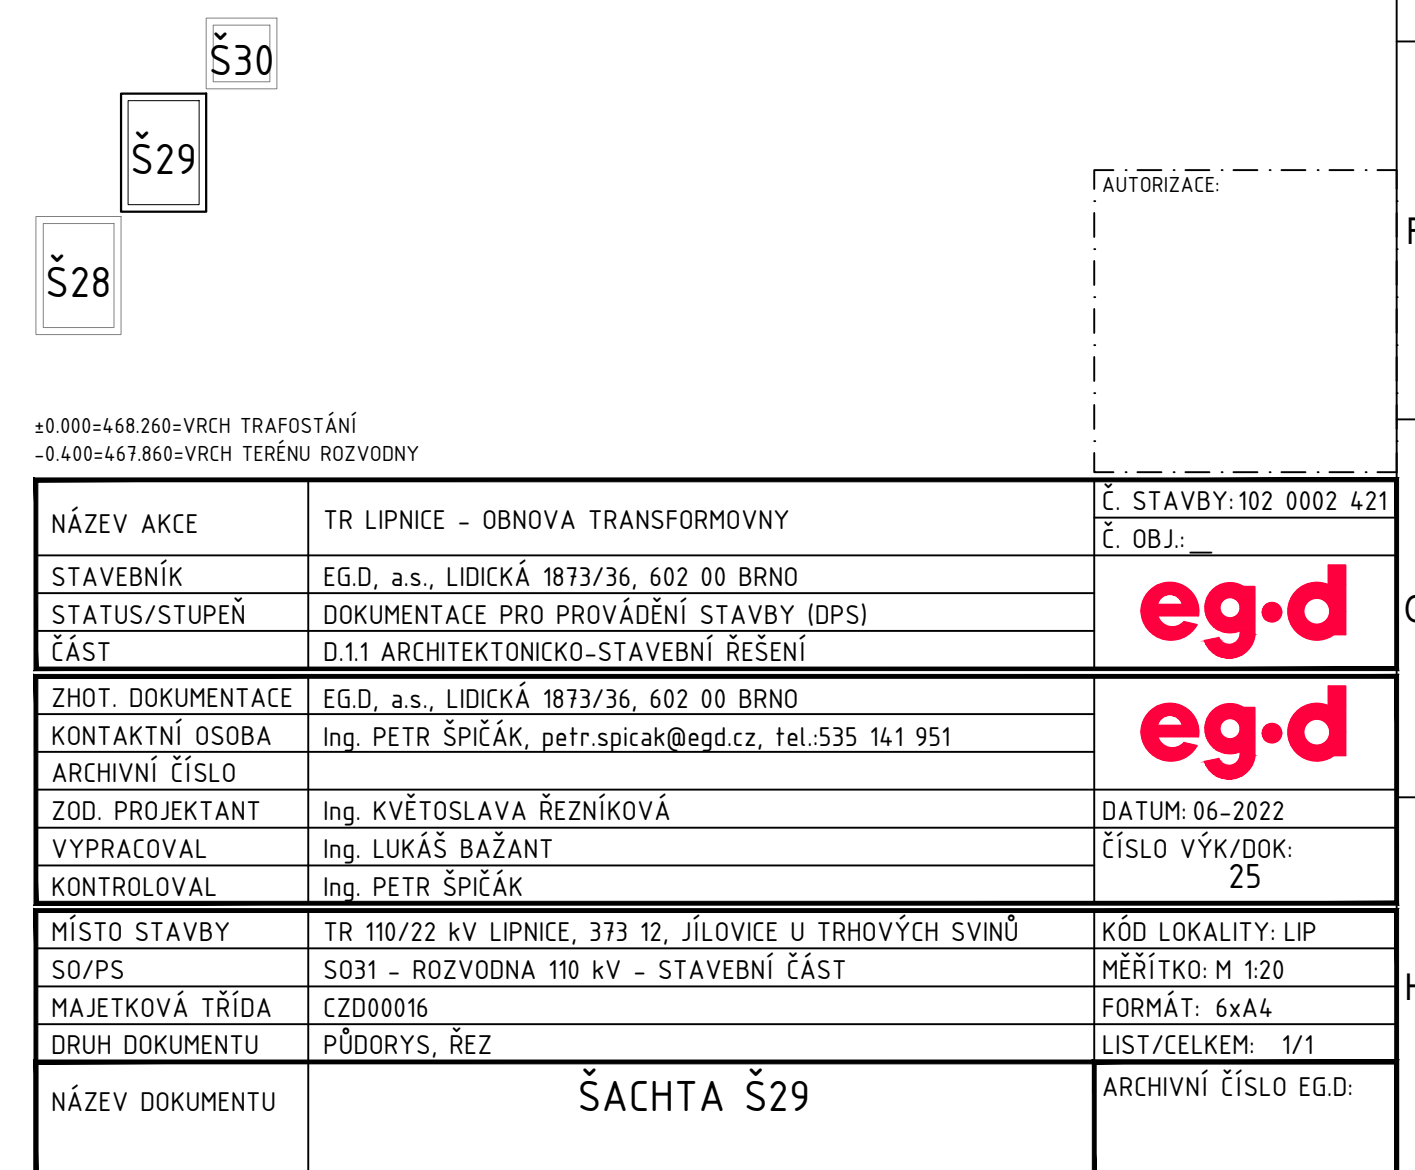 Š30
Š29
Š28
AUTORIZACE:
±0.000=468.260=VRCH TRAFOSTÁNÍ
-0.400=467.860=VRCH TERÉNU ROZVODNY
NÁZEV AKCE TR LIPNICE - OBNOVA TRANSFORMOVNY
Č. STAVBY: 102 0002 421
Č. OBJ.: __
STAVEBNÍK EG.D, a.s., LIDICKÁ 1873/36, 602 00 BRNO
STATUS/STUPEŇ DOKUMENTACE PRO PROVÁDĚNÍ STAVBY (DPS)
ČÁST D.1.1 ARCHITEKTONICKO-STAVEBNÍ ŘEŠENÍ
eg·d
ZHOT. DOKUMENTACE EG.D, a.s., LIDICKÁ 1873/36, 602 00 BRNO
KONTAKTNÍ OSOBA Ing. PETR ŠPIČÁK, petr.spicak@egd.cz, tel.:535 141 951
eg·d
ARCHIVNÍ ČÍSLO
ZOD. PROJEKTANT Ing. KVĚTOSLAVA ŘEZNÍKOVÁ DATUM: 06-2022
VYPRACOVAL Ing. LUKÁŠ BAŽANT ČÍSLO VÝK/DOK:
25
KONTROLOVAL Ing. PETR ŠPIČÁK
MÍSTO STAVBY TR 110/22 kV LIPNICE, 373 12, JÍLOVICE U TRHOVÝCH SVINŮ KÓD LOKALITY: LIP
SO/PS SO31 - ROZVODNA 110 kV - STAVEBNÍ ČÁST MĚŘÍTKO: M 1:20
MAJETKOVÁ TŘÍDA CZD00016 FORMÁT: 6xA4
DRUH DOKUMENTU PŮDORYS, ŘEZ LIST/CELKEM: 1/1
NÁZEV DOKUMENTU ŠACHTA Š29 ARCHIVNÍ ČÍSLO EG.D: